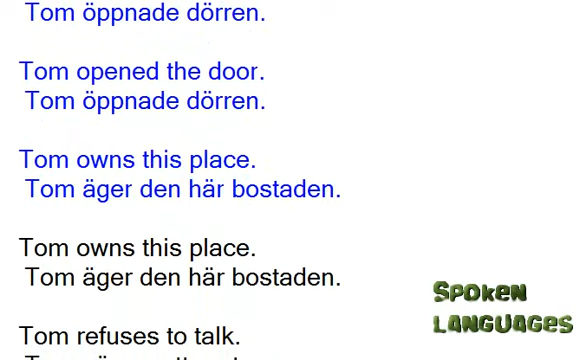 Tom öppnade dörren.
Tom opened the door.
Tom öppnade dörren.
Tom owns this place.
Tom äger den här bostaden.
Tom owns this place.
Tom äger den här bostaden.
Tom refuses to talk.
Spoken
Languages